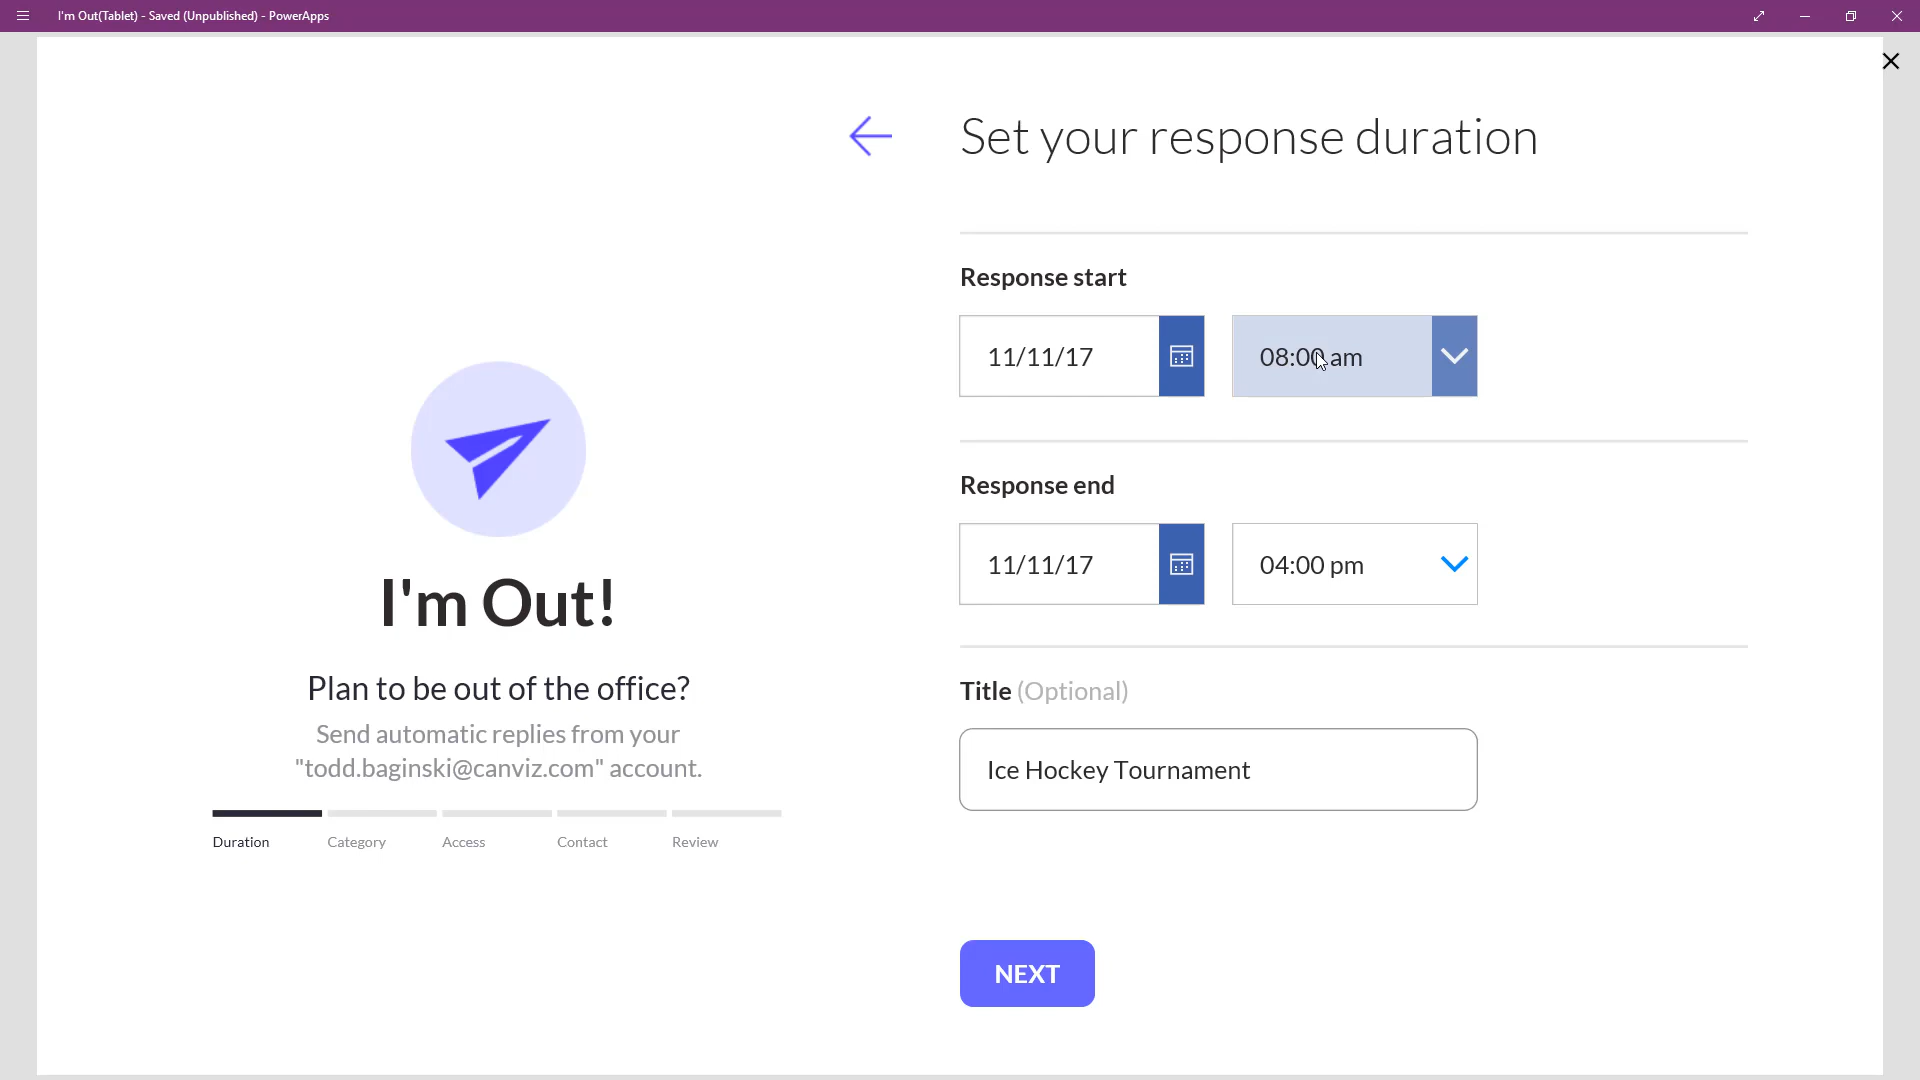 I'm Out(Tablet) - Saved (Unpublished) - PowerApps
Set your response duration
Response start
11/11/17
08:00 am
Response end
11/11/17
04:00 pm
Title (Optional)
Ice Hockey Tournament
NEXT
I'm Out!
Plan to be out of the office?
Send automatic replies from your
"todd.baginski@canviz.com" account.
Duration
Category
Access
Contact
Review